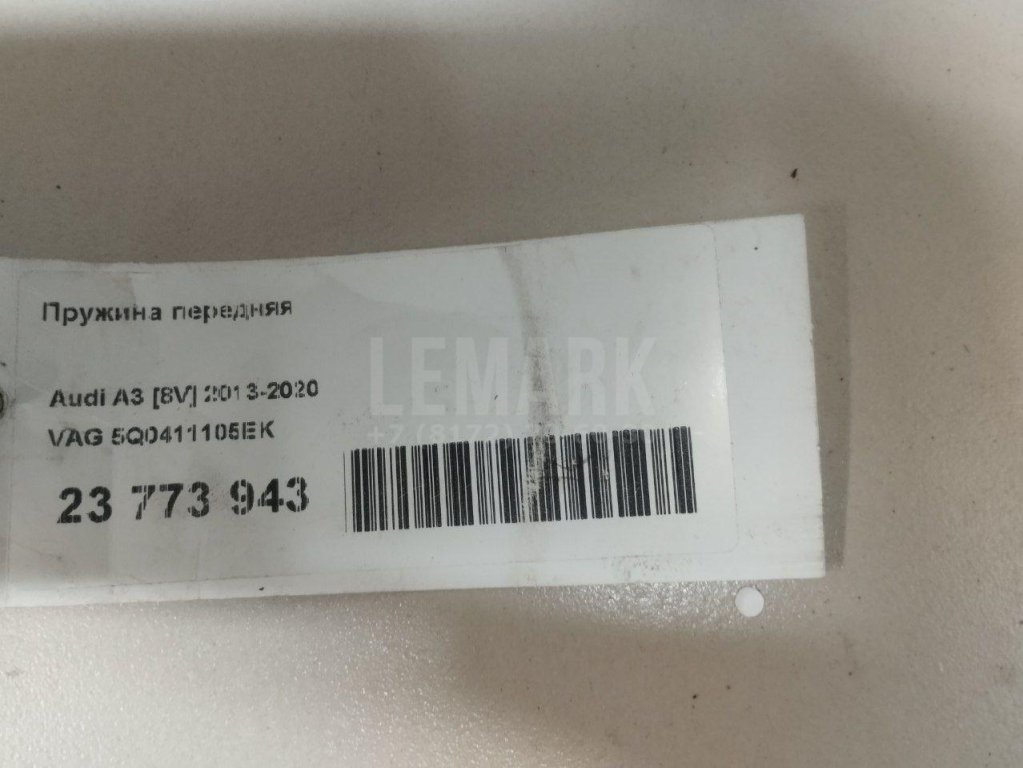 Пружина передняя
LEMARK
Audi A3 [8V] 2013-2020
VAG 5Q0411105EK
23 773 943